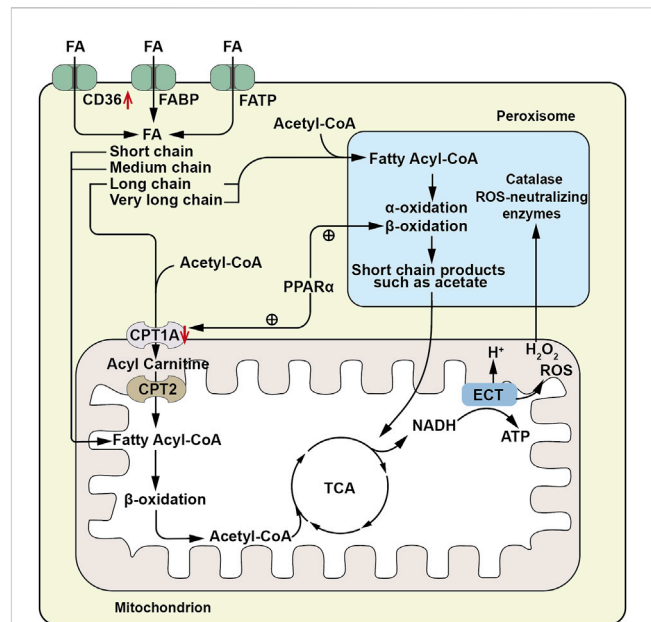 FA FA FA
CD36 FABP FATP
FA
Short chain
Medium chain
Long chain
Very long chain
Acetyl-CoA
Peroxisome
Fatty Acyl-CoA
α-oxidation
β-oxidation
Short chain products
such as acetate
Catalase
ROS-neutralizing
enzymes
Acetyl-CoA
PPARα
⊕
⊕
CPT1A
Acyl Carnitine
CPT2
Fatty Acyl-CoA
β-oxidation
Acetyl-CoA
TCA
NADH
ATP
ECT
H⁺
H₂O₂
ROS
Mitochondrion